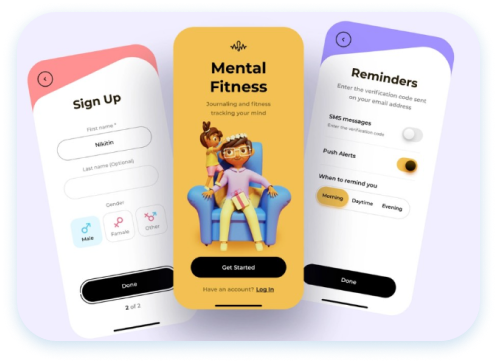 Sign Up
First name *
Nikitin
Last name (Optional)
Gender
Male
Female
Other
Done
2 of 2
Mental
Fitness
Journaling and fitness
tracking your mind
Get Started
Have an account? Log In
Reminders
Enter the verification code sent
on your email address
SMS messages
Enter the verification code
Push Alerts
When to remind you
Morning
Daytime
Evening
Done